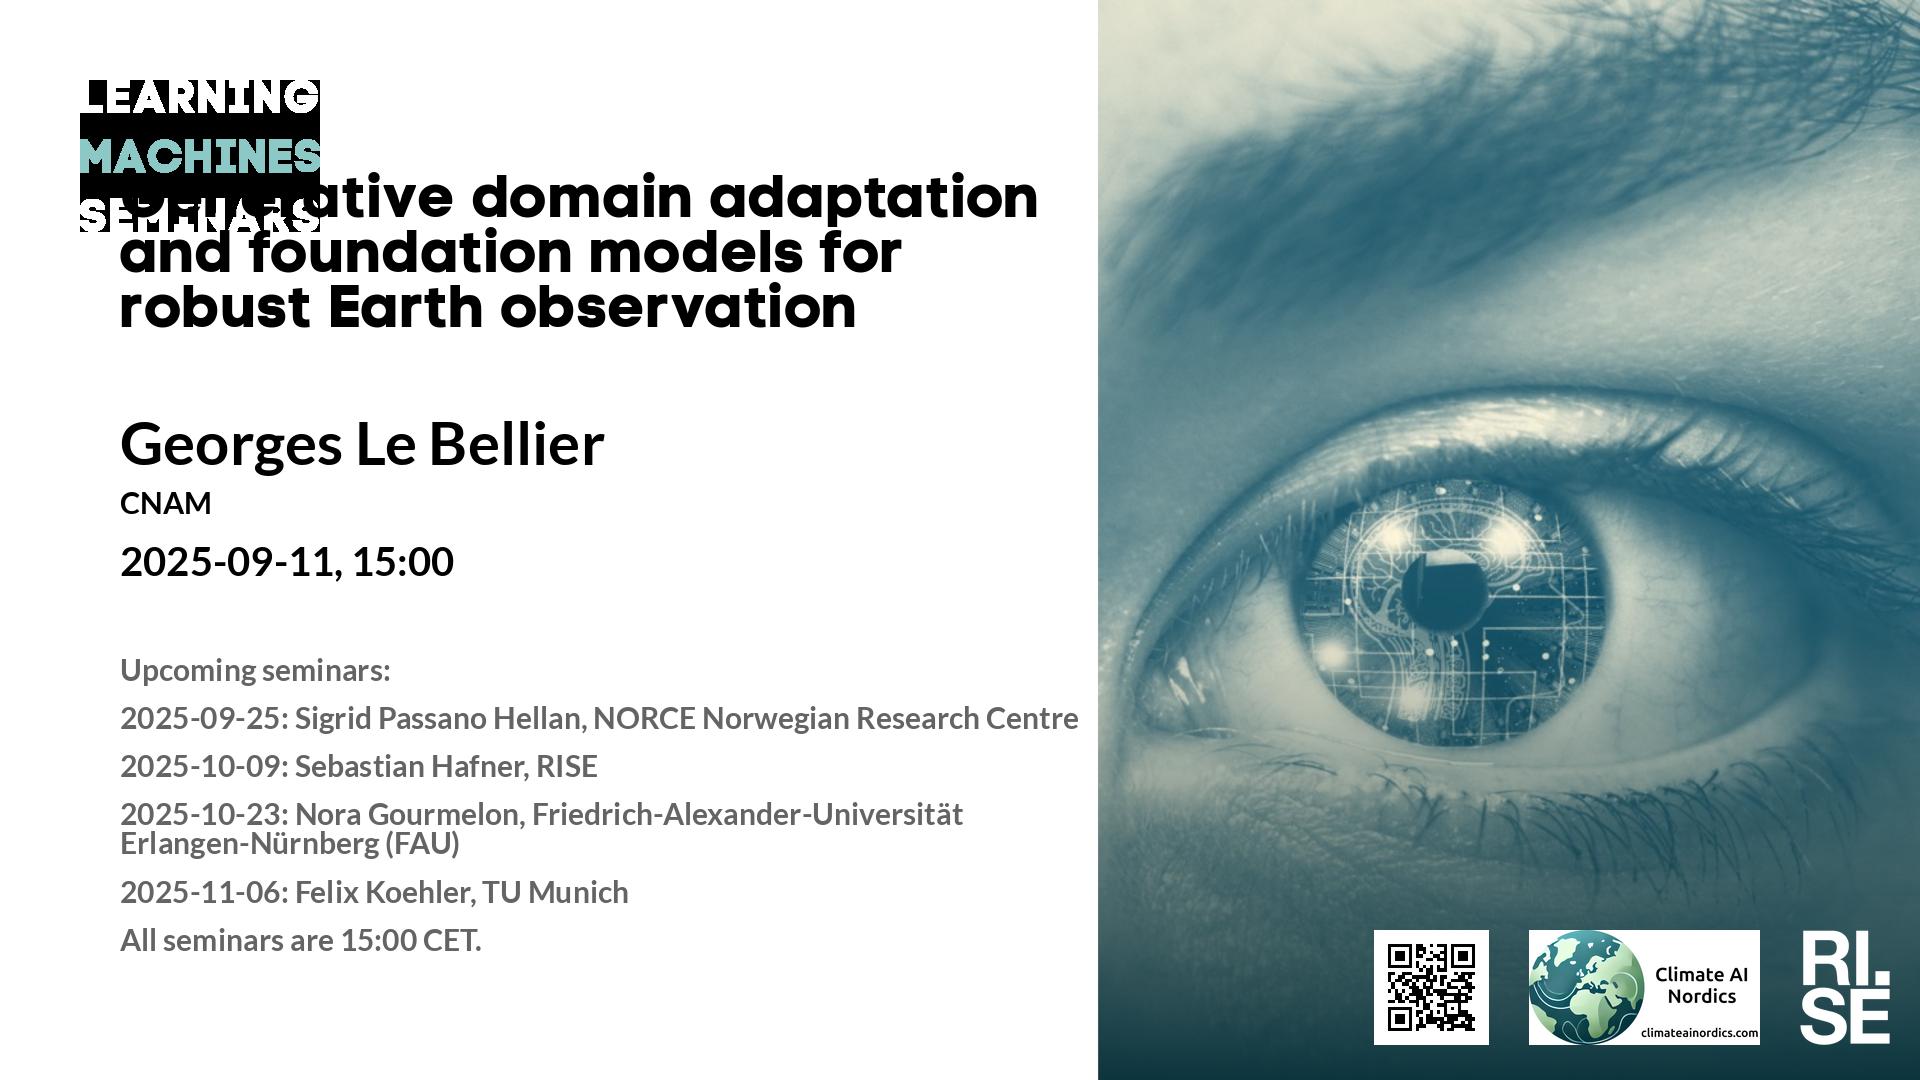 LEARNING
MACHINES
SEMINARS
Generative domain adaptation
and foundation models for
robust Earth observation
Georges Le Bellier
CNAM
2025-09-11, 15:00
Upcoming seminars:
2025-09-25: Sigrid Passano Hellan, NORCE Norwegian Research Centre
2025-10-09: Sebastian Hafner, RISE
2025-10-23: Nora Gourmelon, Friedrich-Alexander-Universität
Erlangen-Nürnberg (FAU)
2025-11-06: Felix Koehler, TU Munich
All seminars are 15:00 CET.
Climate AI
Nordics
climateainordics.com
RI.
SE